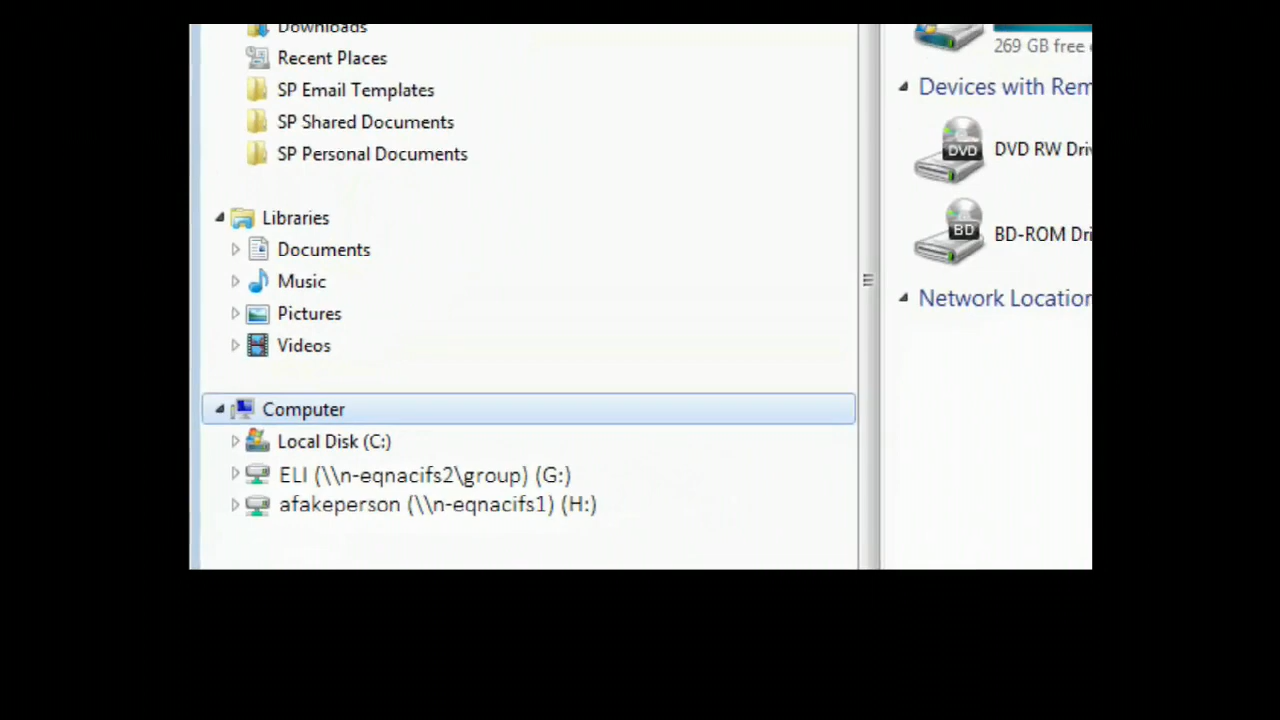 Downloads
Recent Places
SP Email Templates
SP Shared Documents
SP Personal Documents
Libraries
Documents
Music
Pictures
Videos
Computer
Local Disk (C:)
ELI (\\n-eqnacifs2\group) (G:)
afakeperson (\\n-eqnacifs1) (H:)
269 GB free
Devices with Rem
DVD
DVD RW Dri
BD
BD-ROM Dri
Network Location